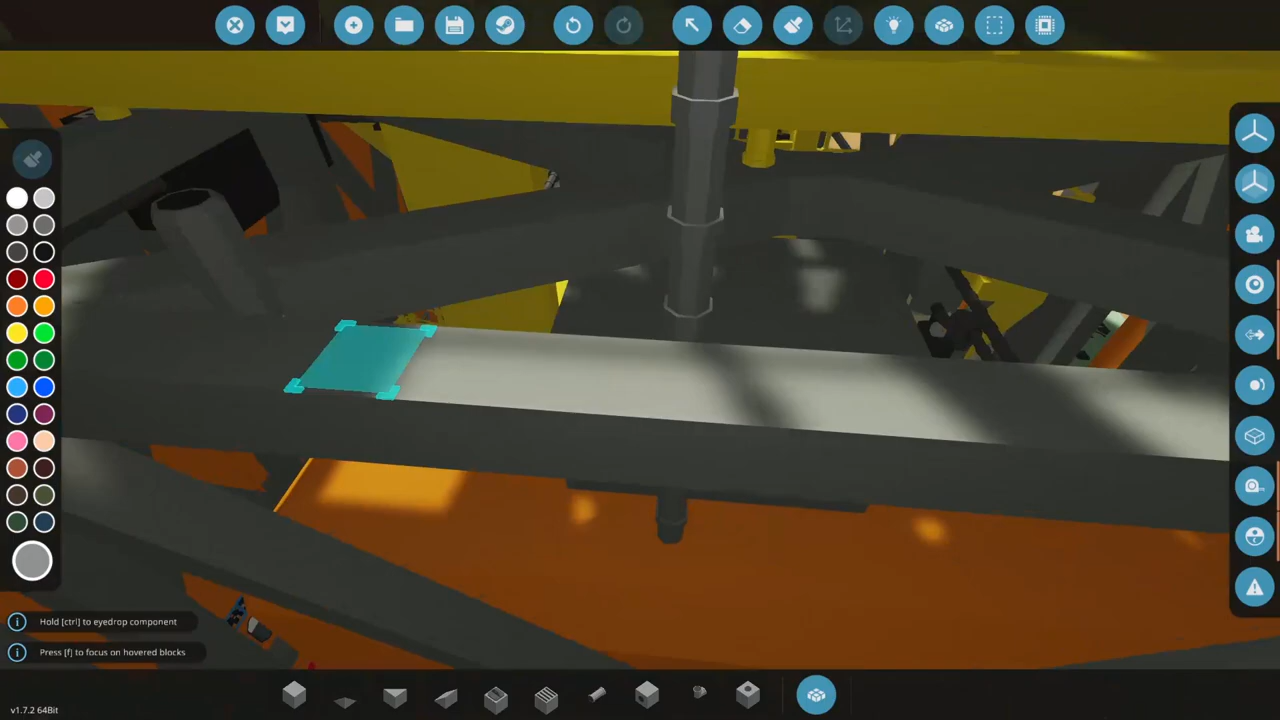 Hold [ctrl] to eyedrop component
Press [f] to focus on hovered blocks
v1.7.2 64Bit